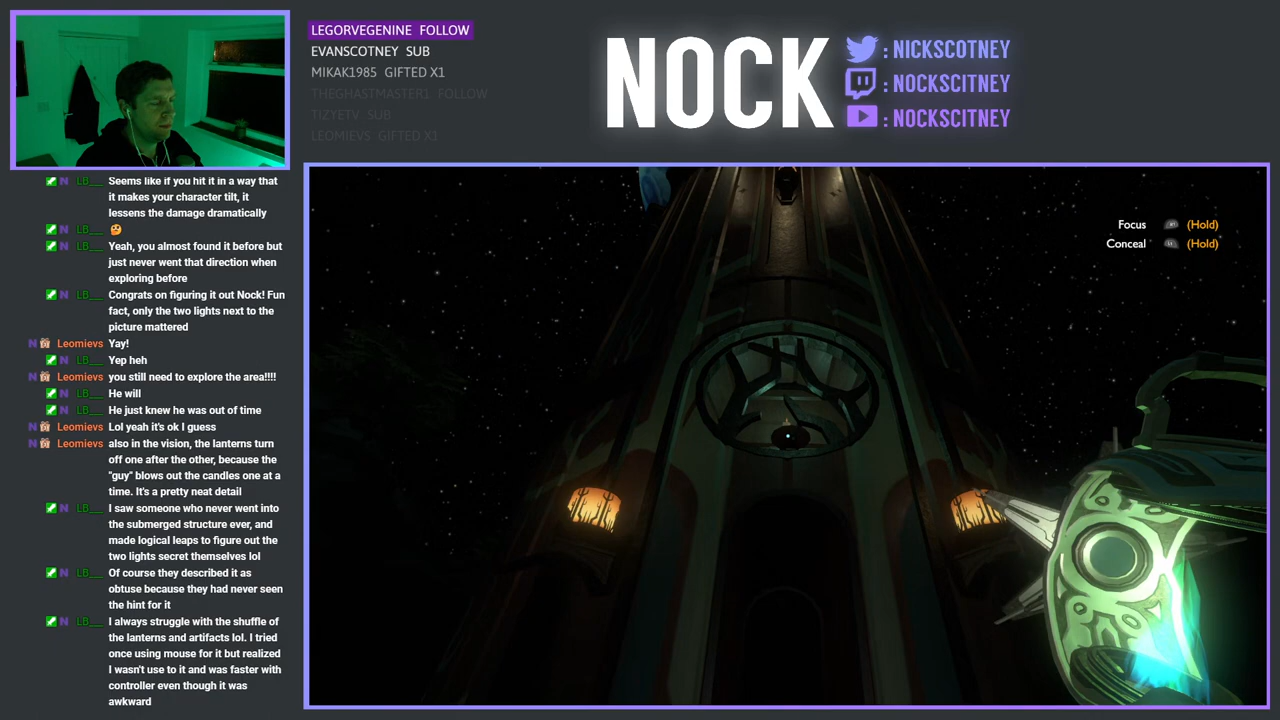 LEGORVEGENINE FOLLOW
EVANSCOTNEY SUB
MIKAK1985 GIFTED X1
THEGHASTMASTER1 FOLLOW
TIZYETV SUB
LEOMIEVS GIFTED X1
NOCK
: NICKSCOTNEY
: NOCKSCITNEY
: NOCKSCITNEY
N LB__ Seems like if you hit it in a way that
it makes your character tilt, it
lessens the damage dramatically
N LB__ 🤔
N LB__ Yeah, you almost found it before but
just never went that direction when
exploring before
N LB__ Congrats on figuring it out Nock! Fun
fact, only the two lights next to the
picture mattered
N Leomievs Yay!
N LB__ Yep heh
N Leomievs you still need to explore the area!!!!
N LB__ He will
N LB__ He just knew he was out of time
N Leomievs Lol yeah it's ok I guess
N Leomievs also in the vision, the lanterns turn
off one after the other, because the
"guy" blows out the candles one at a
time. It's a pretty neat detail
N LB__ I saw someone who never went into
the submerged structure ever, and
made logical leaps to figure out the
two lights secret themselves lol
N LB__ Of course they described it as
obtuse because they had never seen
the hint for it
N LB__ I always struggle with the shuffle of
the lanterns and artifacts lol. I tried
once using mouse for it but realized
I wasn't use to it and was faster with
controller even though it was
awkward
Focus (Hold)
Conceal (Hold)